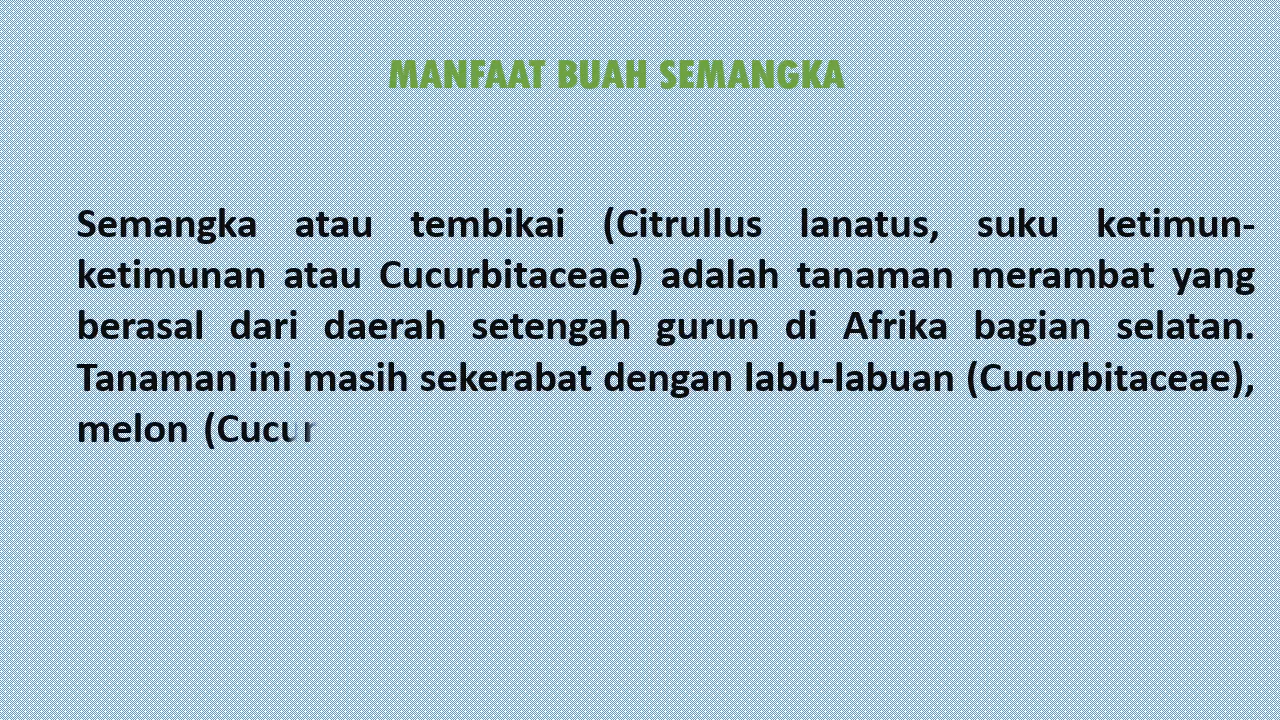 MANFAAT BUAH SEMANGKA
Semangka atau tembikai (Citrullus lanatus, suku ketimun-
ketimunan atau Cucurbitaceae) adalah tanaman merambat yang
berasal dari daerah setengah gurun di Afrika bagian selatan.
Tanaman ini masih sekerabat dengan labu-labuan (Cucurbitaceae),
melon (Cucur